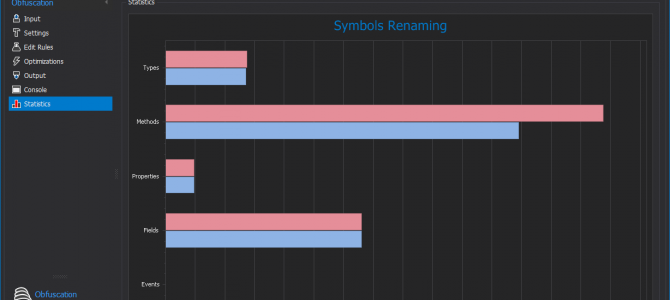 Obfuscation
Input
Settings
Edit Rules
Optimizations
Output
Console
Statistics
Obfuscation
Statistics
Symbols Renaming
Types
Methods
Properties
Fields
Events